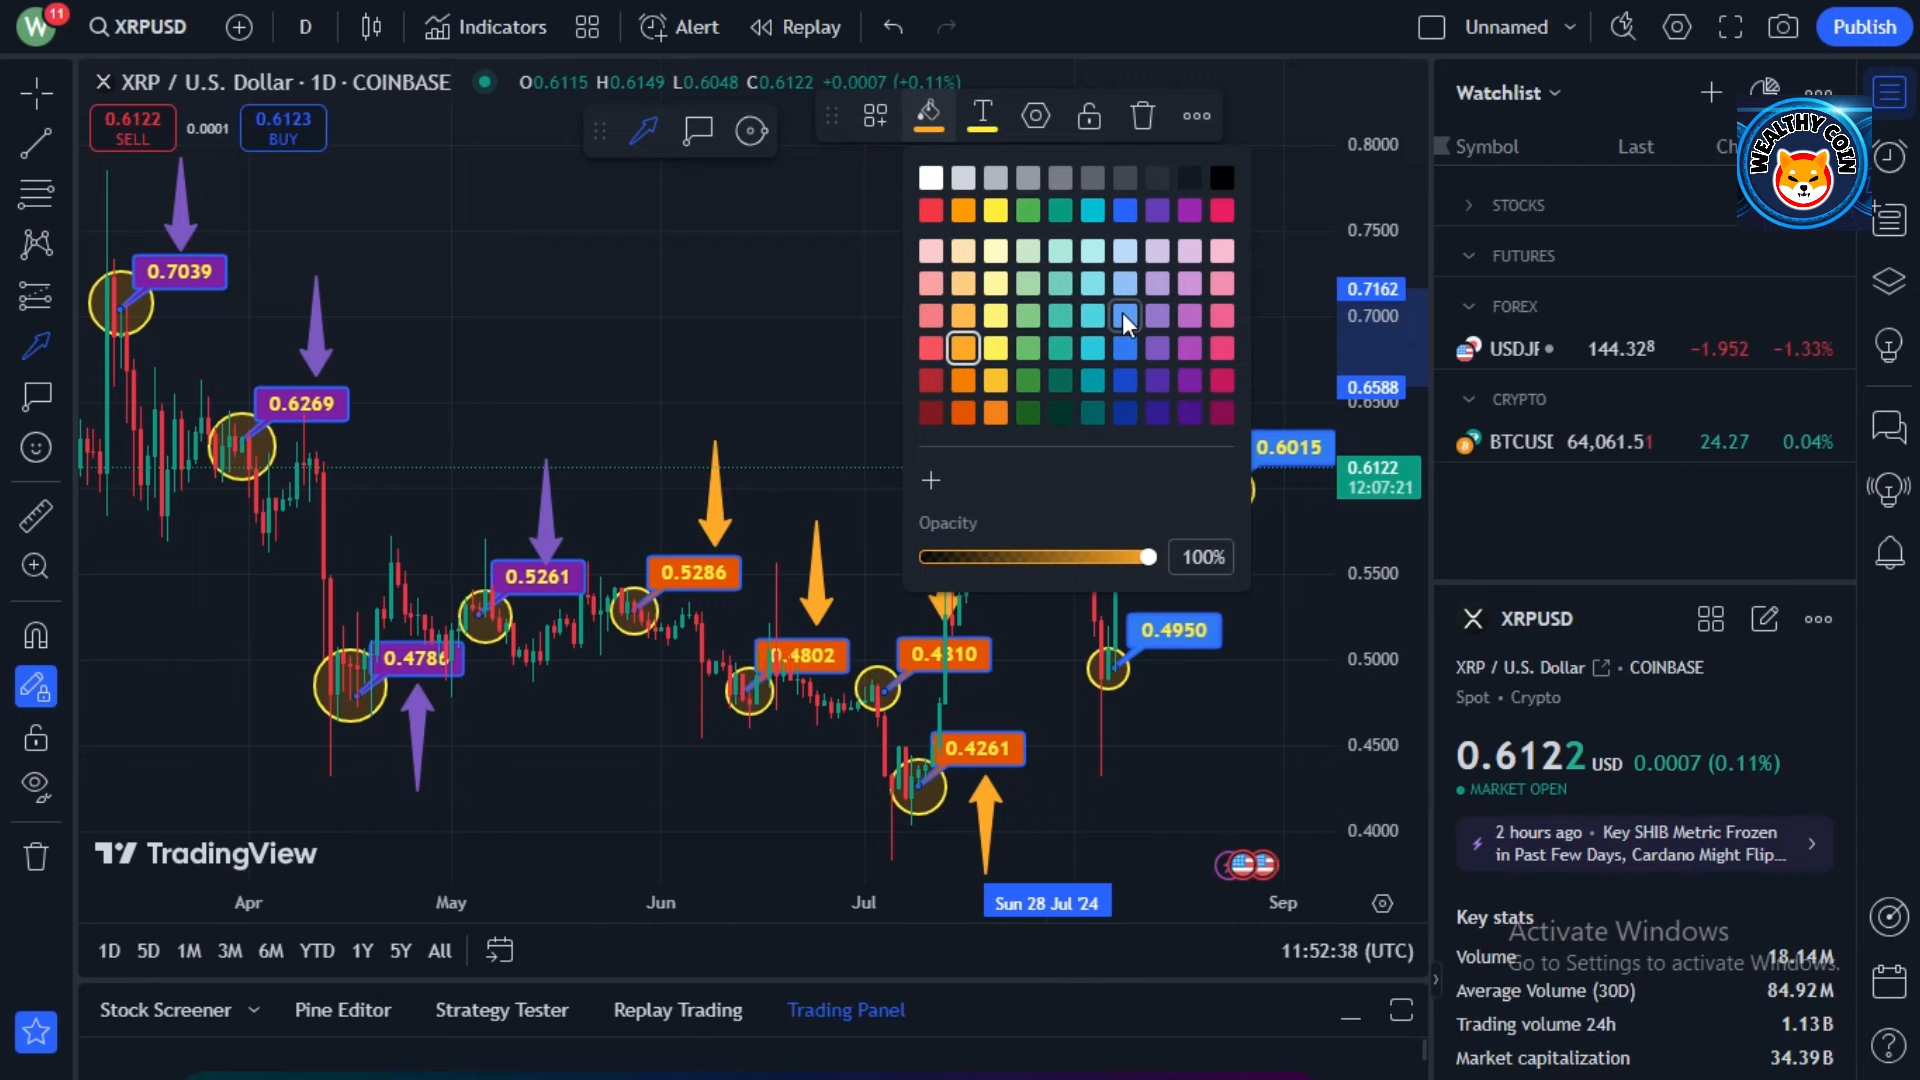 W
11
XRPUSD
D
Indicators
Alert
Replay
Unnamed
Publish
XRP / U.S. Dollar · 1D · COINBASE
O0.6115 H0.6149 L0.6048 C0.6122 +0.0007 (+0.11%)
0.6122
SELL
0.0001
0.6123
BUY
T
Watchlist
WEALTHY COIN
Symbol
Last
STOCKS
FUTURES
FOREX
144.328 −1.952 −1.33%
CRYPTO
64,061.51 24.27 0.04%
0.8000
0.7500
0.7162
0.7000
0.6588
0.6500
0.6122
12:07:21
0.5500
0.5000
0.4500
0.4000
0.7039
0.6269
0.5261
0.4786
0.5286
0.4802
0.4310
0.4261
0.4950
0.6015
Opacity
100%
TradingView
Apr
May
Jun
Jul
Sun 28 Jul '24
Sep
1D 5D 1M 3M 6M YTD 1Y 5Y All
11:52:38 (UTC)
Stock Screener
Pine Editor
Strategy Tester
Replay Trading
Trading Panel
XRPUSD
XRP / U.S. Dollar • COINBASE
Spot • Crypto
0.6122 USD 0.0007 (0.11%)
MARKET OPEN
2 hours ago • Key SHIB Metric Frozen
in Past Few Days, Cardano Might Flip...
Key stats
Activate Windows
Go to Settings to activate Windows.
Volume 18.14M
Average Volume (30D) 84.92M
Trading volume 24h 1.13B
Market capitalization 34.39B